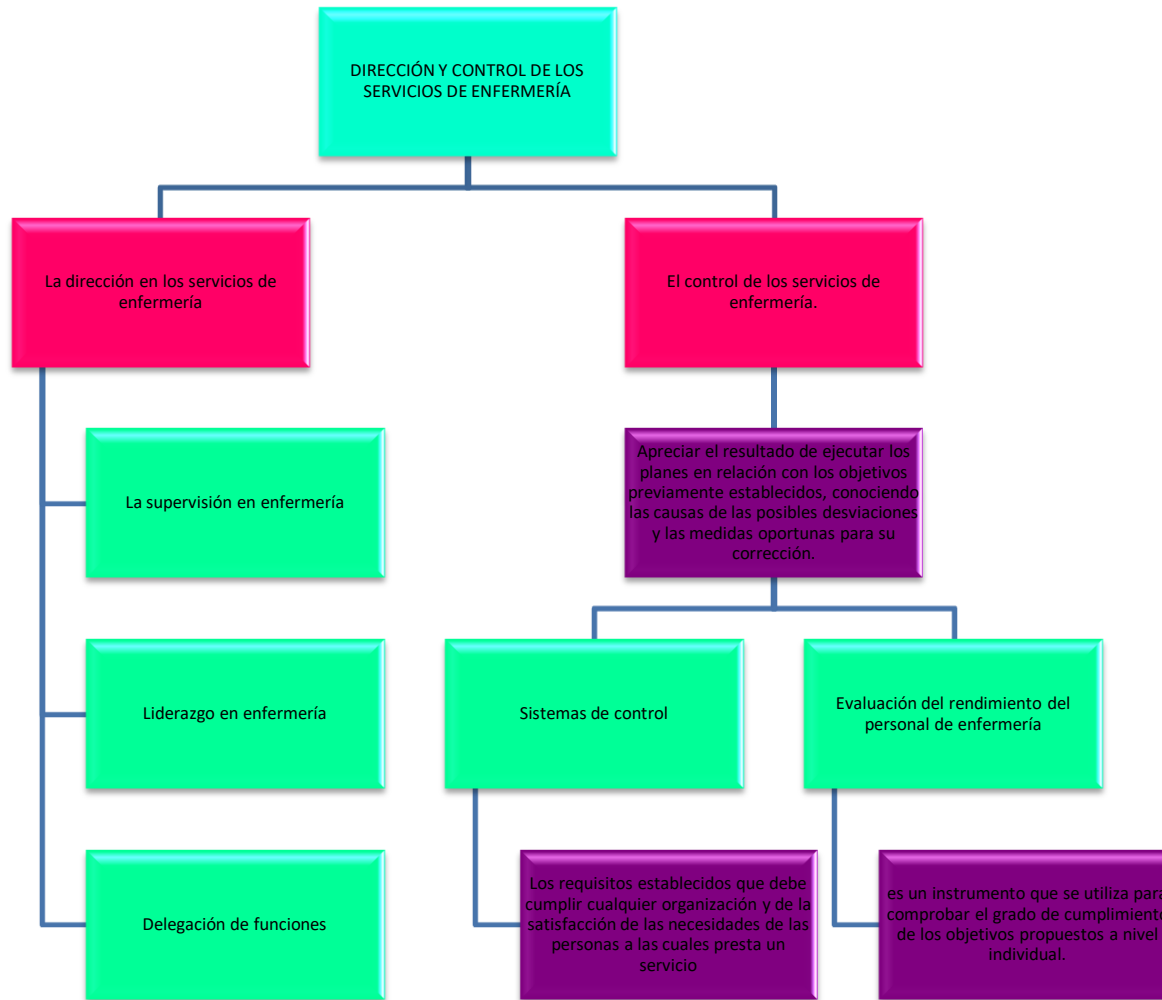 DIRECCIÓN Y CONTROL DE LOS
SERVICIOS DE ENFERMERÍA
La dirección en los servicios de
enfermería
El control de los servicios de
enfermería.
Apreciar el resultado de ejecutar los
planes en relación con los objetivos
previamente establecidos, conociendo
las causas de las posibles desviaciones
y las medidas oportunas para su
corrección.
La supervisión en enfermería
Liderazgo en enfermería
Sistemas de control
Evaluación del rendimiento del
personal de enfermería
Delegación de funciones
Los requisitos establecidos que debe
cumplir cualquier organización y de la
satisfacción de las necesidades de las
personas a las cuales presta un
servicio
es un instrumento que se utiliza para
comprobar el grado de cumplimiento
de los objetivos propuestos a nivel
individual.